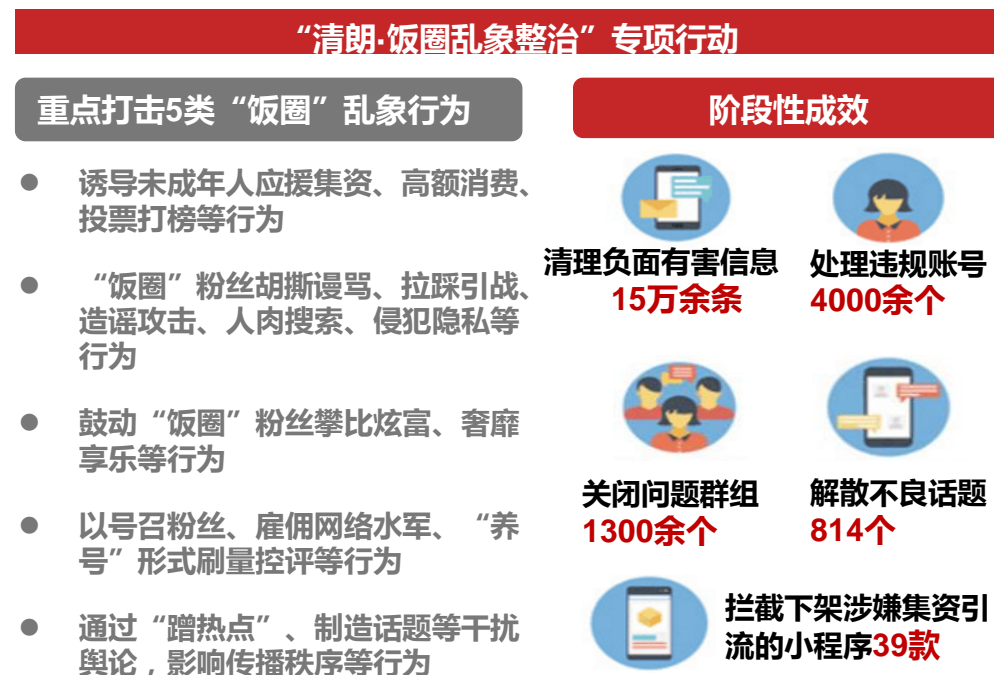 “清朗·饭圈乱象整治”专项行动
重点打击5类“饭圈”乱象行为
诱导未成年人应援集资、高额消费、
投票打榜等行为
“饭圈”粉丝胡撕谩骂、拉踩引战、
造谣攻击、人肉搜索、侵犯隐私等
行为
鼓动“饭圈”粉丝攀比炫富、奢靡
享乐等行为
以号召粉丝、雇佣网络水军、“养
号”形式刷量控评等行为
通过“蹭热点”、制造话题等干扰
舆论，影响传播秩序等行为
阶段性成效
清理负面有害信息
15万余条
处理违规账号
4000余个
关闭问题群组
1300余个
解散不良话题
814个
拦截下架涉嫌集资引
流的小程序39款